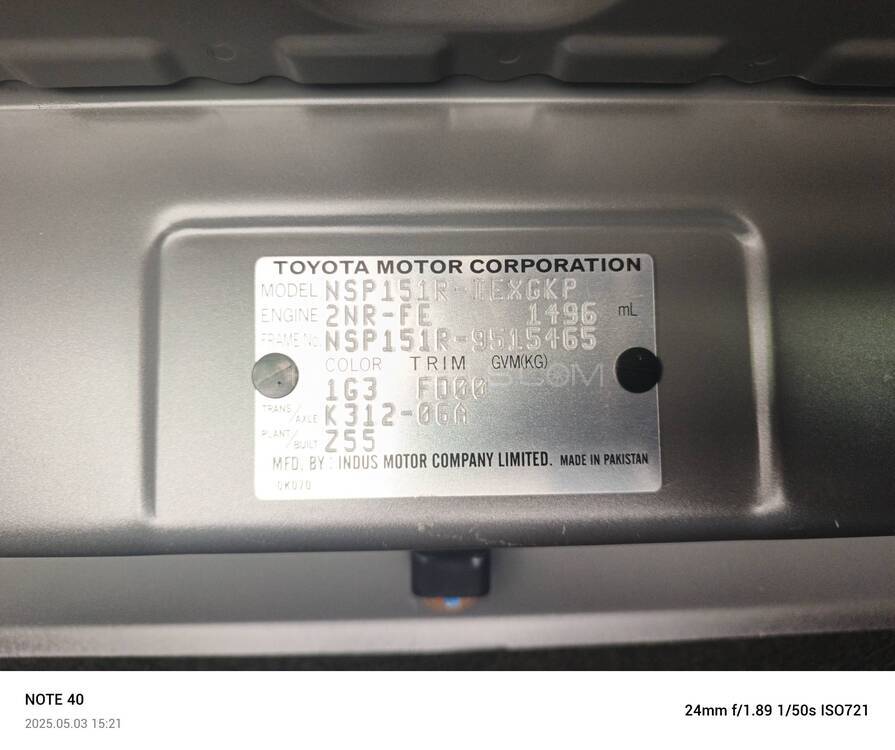 TOYOTA MOTOR CORPORATION
MODEL NSP151R-IEXGKP
ENGINE 2NR-FE 1496 mL
FRAME No. NSP151R-9515465
COLOR TRIM GVM(KG)
1G3 FD00
TRANS/AXLE K312-06A
PLANT/BUILT Z55
MFD. BY : INDUS MOTOR COMPANY LIMITED. MADE IN PAKISTAN
0K070
NOTE 40
2025.05.03 15:21
24mm f/1.89 1/50s ISO721